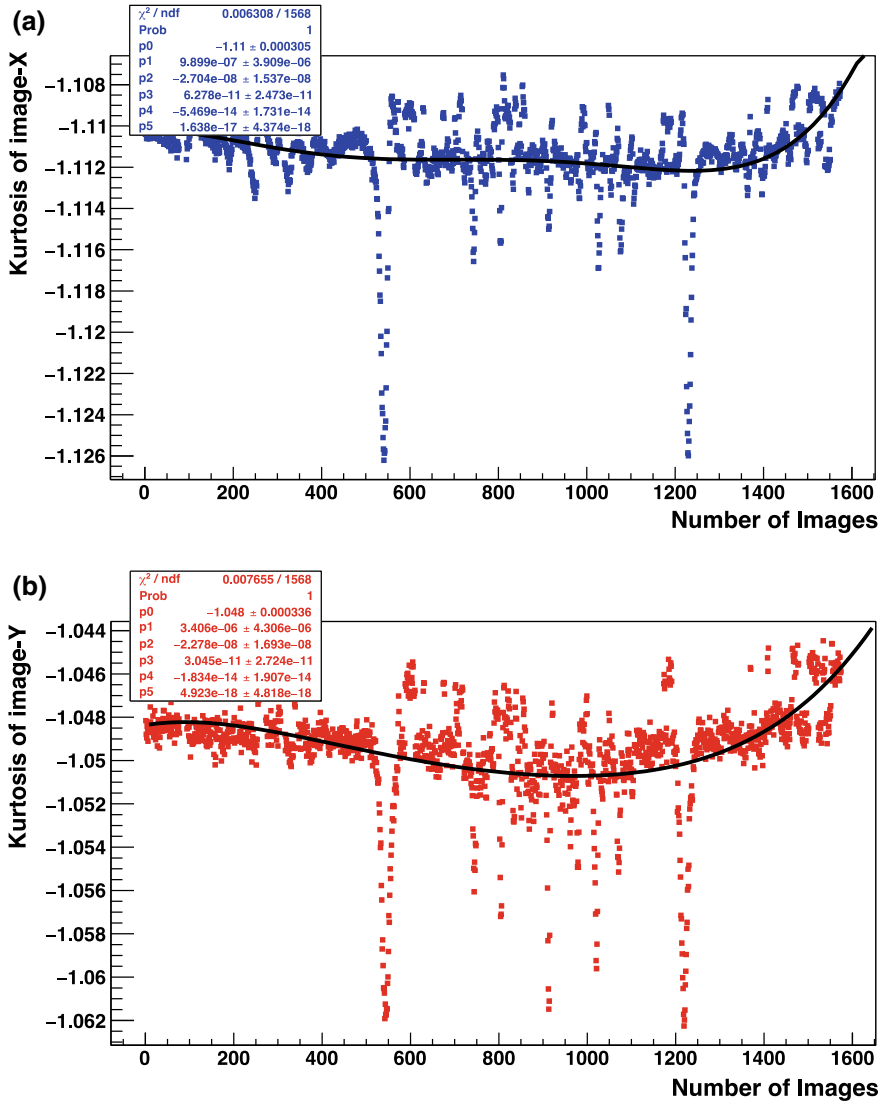 (a)
χ² / ndf 0.006308 / 1568
Prob 1
p0 −1.11 ± 0.000305
p1 9.899e−07 ± 3.909e−06
p2 −2.704e−08 ± 1.537e−08
p3 6.278e−11 ± 2.473e−11
p4 −5.469e−14 ± 1.731e−14
p5 1.638e−17 ± 4.374e−18
Kurtosis of image-X
−1.108
−1.11
−1.112
−1.114
−1.116
−1.118
−1.12
−1.122
−1.124
−1.126
0 200 400 600 800 1000 1200 1400 1600
Number of Images
(b)
χ² / ndf 0.007655 / 1568
Prob 1
p0 −1.048 ± 0.000336
p1 3.406e−06 ± 4.306e−06
p2 −2.278e−08 ± 1.693e−08
p3 3.045e−11 ± 2.724e−11
p4 −1.834e−14 ± 1.907e−14
p5 4.923e−18 ± 4.818e−18
Kurtosis of image-Y
−1.044
−1.046
−1.048
−1.05
−1.052
−1.054
−1.056
−1.058
−1.06
−1.062
0 200 400 600 800 1000 1200 1400 1600
Number of Images